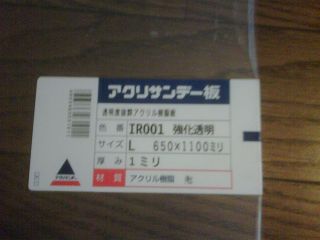 アクリサンデー板
透明度抜群アクリル樹脂板
色番 IR001 強化透明
サイズ L 650×1100ミリ
厚み 1ミリ
材質 アクリル樹脂